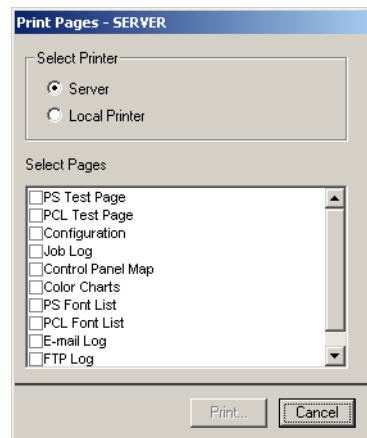 Print Pages - SERVER
Select Printer
Server
Local Printer
Select Pages
PS Test Page
PCL Test Page
Configuration
Job Log
Control Panel Map
Color Charts
PS Font List
PCL Font List
E-mail Log
FTP Log
Print...
Cancel